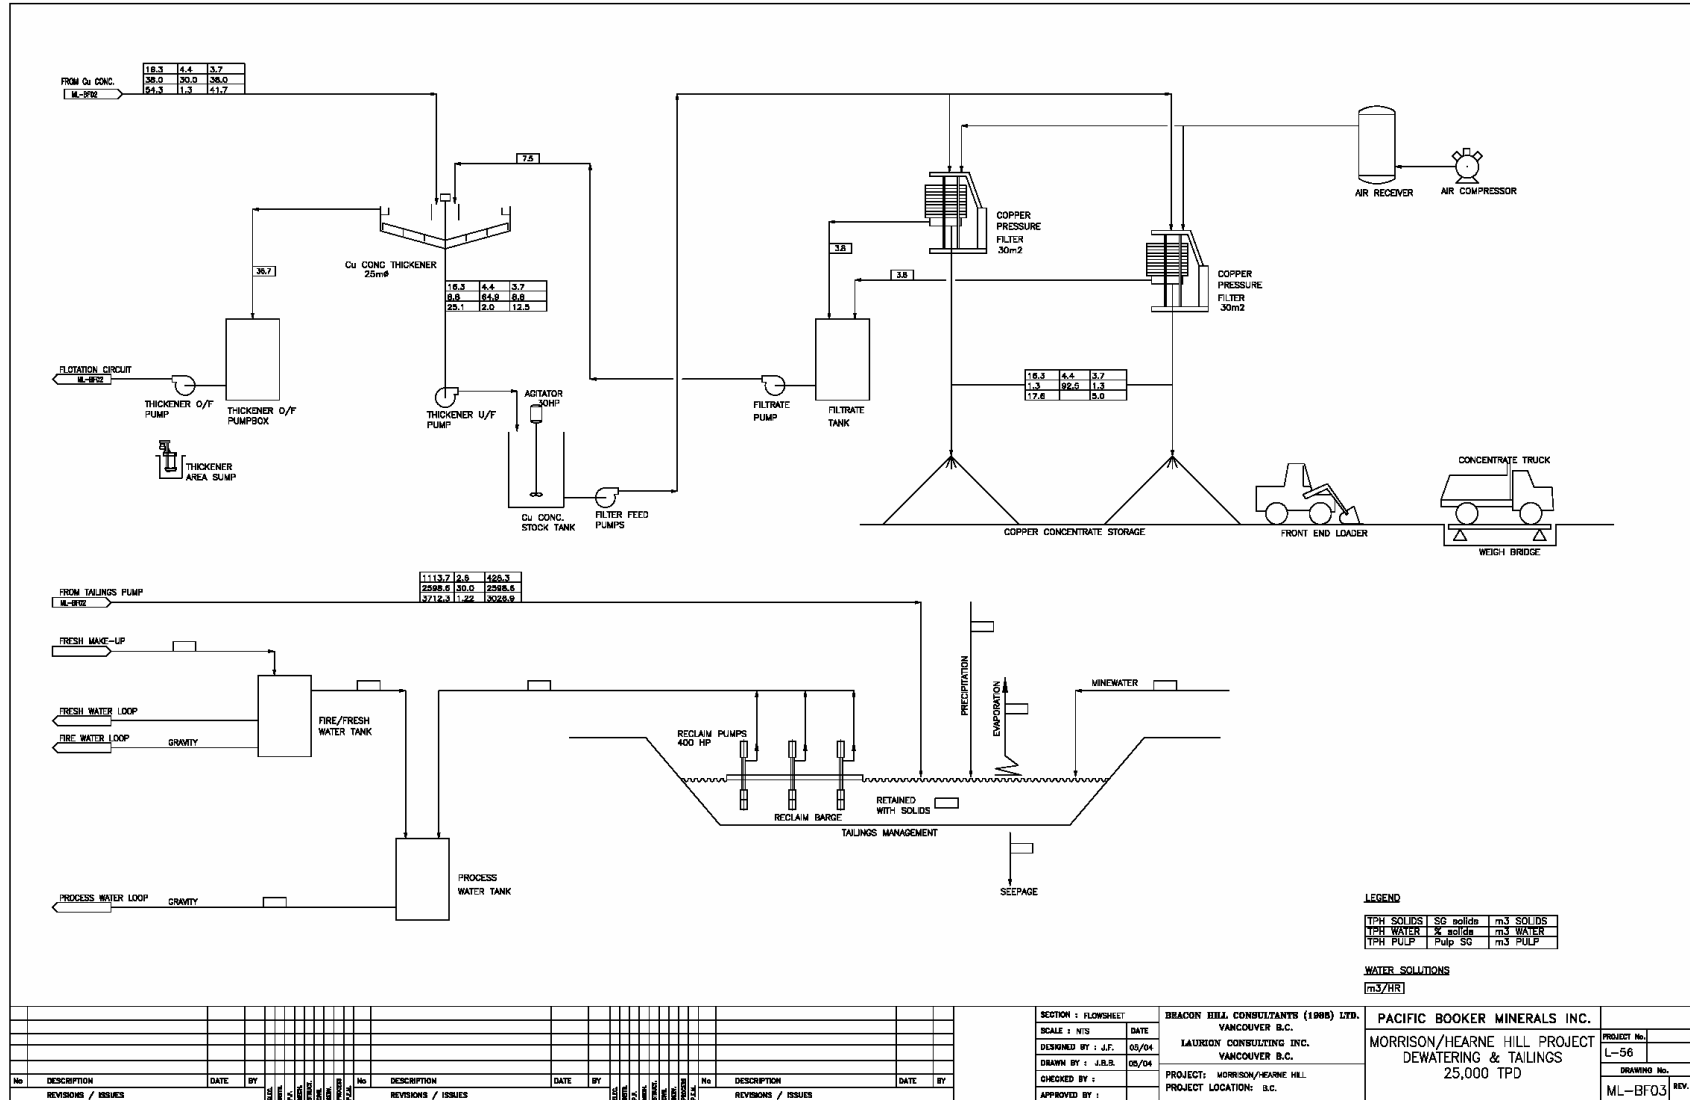 FROM Cu CONC.
ML-BF02
16.3 4.4 3.7
38.0 30.0 38.0
54.3 1.3 41.7
7.5
AIR RECEIVER
AIR COMPRESSOR
COPPER
PRESSURE
FILTER
30m2
3.8
3.8
COPPER
PRESSURE
FILTER
30m2
Cu CONC THICKENER
25mø
36.7
16.3 4.4 3.7
8.8 64.9 8.8
25.1 2.0 12.5
FLOTATION CIRCUIT
ML-BF02
THICKENER O/F
PUMP
THICKENER O/F
PUMPBOX
THICKENER U/F
PUMP
AGITATOR
30HP
FILTRATE
PUMP
FILTRATE
TANK
16.3 4.4 3.7
1.3 92.5 1.3
17.6 5.0
THICKENER
AREA SUMP
Cu CONC.
STOCK TANK
FILTER FEED
PUMPS
COPPER CONCENTRATE STORAGE
FRONT END LOADER
CONCENTRATE TRUCK
WEIGH BRIDGE
FROM TAILINGS PUMP
ML-BF02
1113.7 2.6 428.3
2598.6 30.0 2598.6
3712.3 1.22 3026.9
FRESH MAKE-UP
FRESH WATER LOOP
FIRE WATER LOOP
GRAVITY
FIRE/FRESH
WATER TANK
RECLAIM PUMPS
400 HP
PRECIPITATION
EVAPORATION
MINEWATER
RETAINED
WITH SOLIDS
RECLAIM BARGE
TAILINGS MANAGEMENT
SEEPAGE
PROCESS
WATER TANK
PROCESS WATER LOOP
GRAVITY
LEGEND
TPH SOLIDS SG solids m3 SOLIDS
TPH WATER % solids m3 WATER
TPH PULP Pulp SG m3 PULP
WATER SOLUTIONS
m3/HR
No DESCRIPTION DATE BY
REVISIONS / ISSUES
No DESCRIPTION DATE BY
REVISIONS / ISSUES
No DESCRIPTION DATE BY
REVISIONS / ISSUES
SECTION : FLOWSHEET
SCALE : NTS DATE
DESIGNED BY : J.F. 05/04
DRAWN BY : J.B.B. 05/04
CHECKED BY :
APPROVED BY :
BEACON HILL CONSULTANTS (1988) LTD.
VANCOUVER B.C.
LAURION CONSULTING INC.
VANCOUVER B.C.
PROJECT: MORRISON/HEARNE HILL
PROJECT LOCATION: B.C.
PACIFIC BOOKER MINERALS INC.
MORRISON/HEARNE HILL PROJECT
DEWATERING & TAILINGS
25,000 TPD
PROJECT No.
L-56
DRAWING No.
ML-BF03
REV.